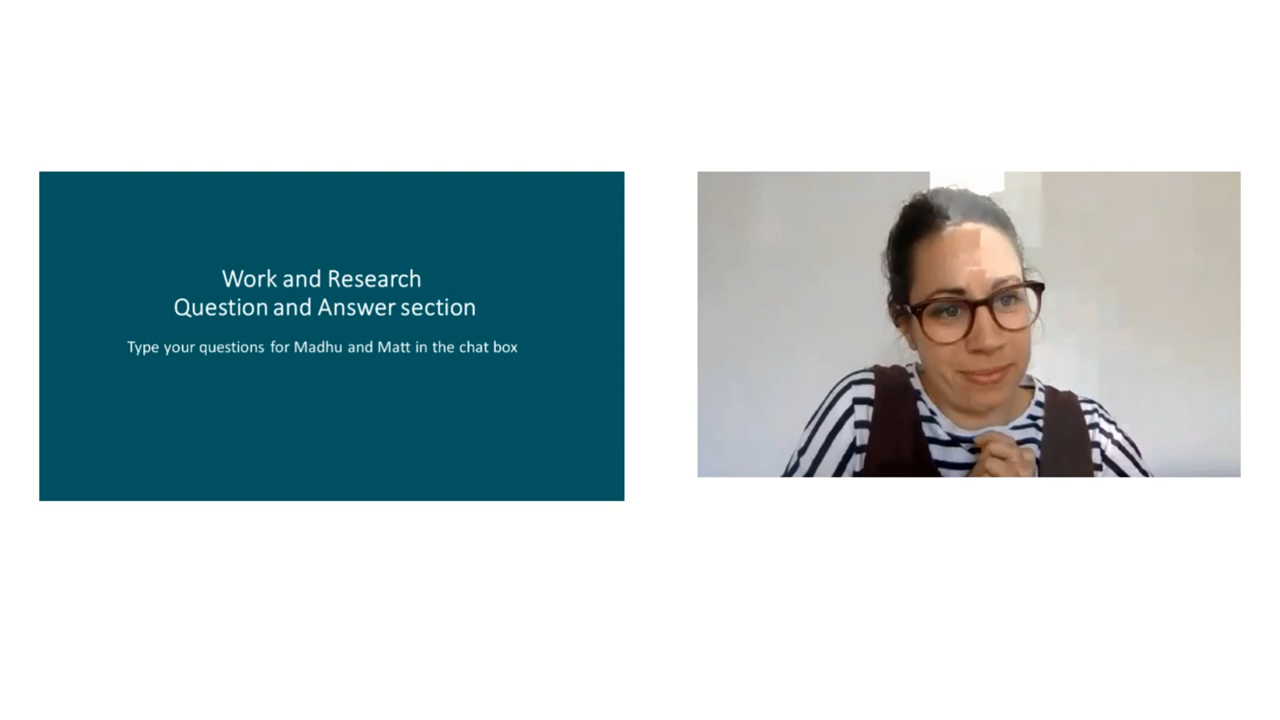 Work and Research
Question and Answer section
Type your questions for Madhu and Matt in the chat box